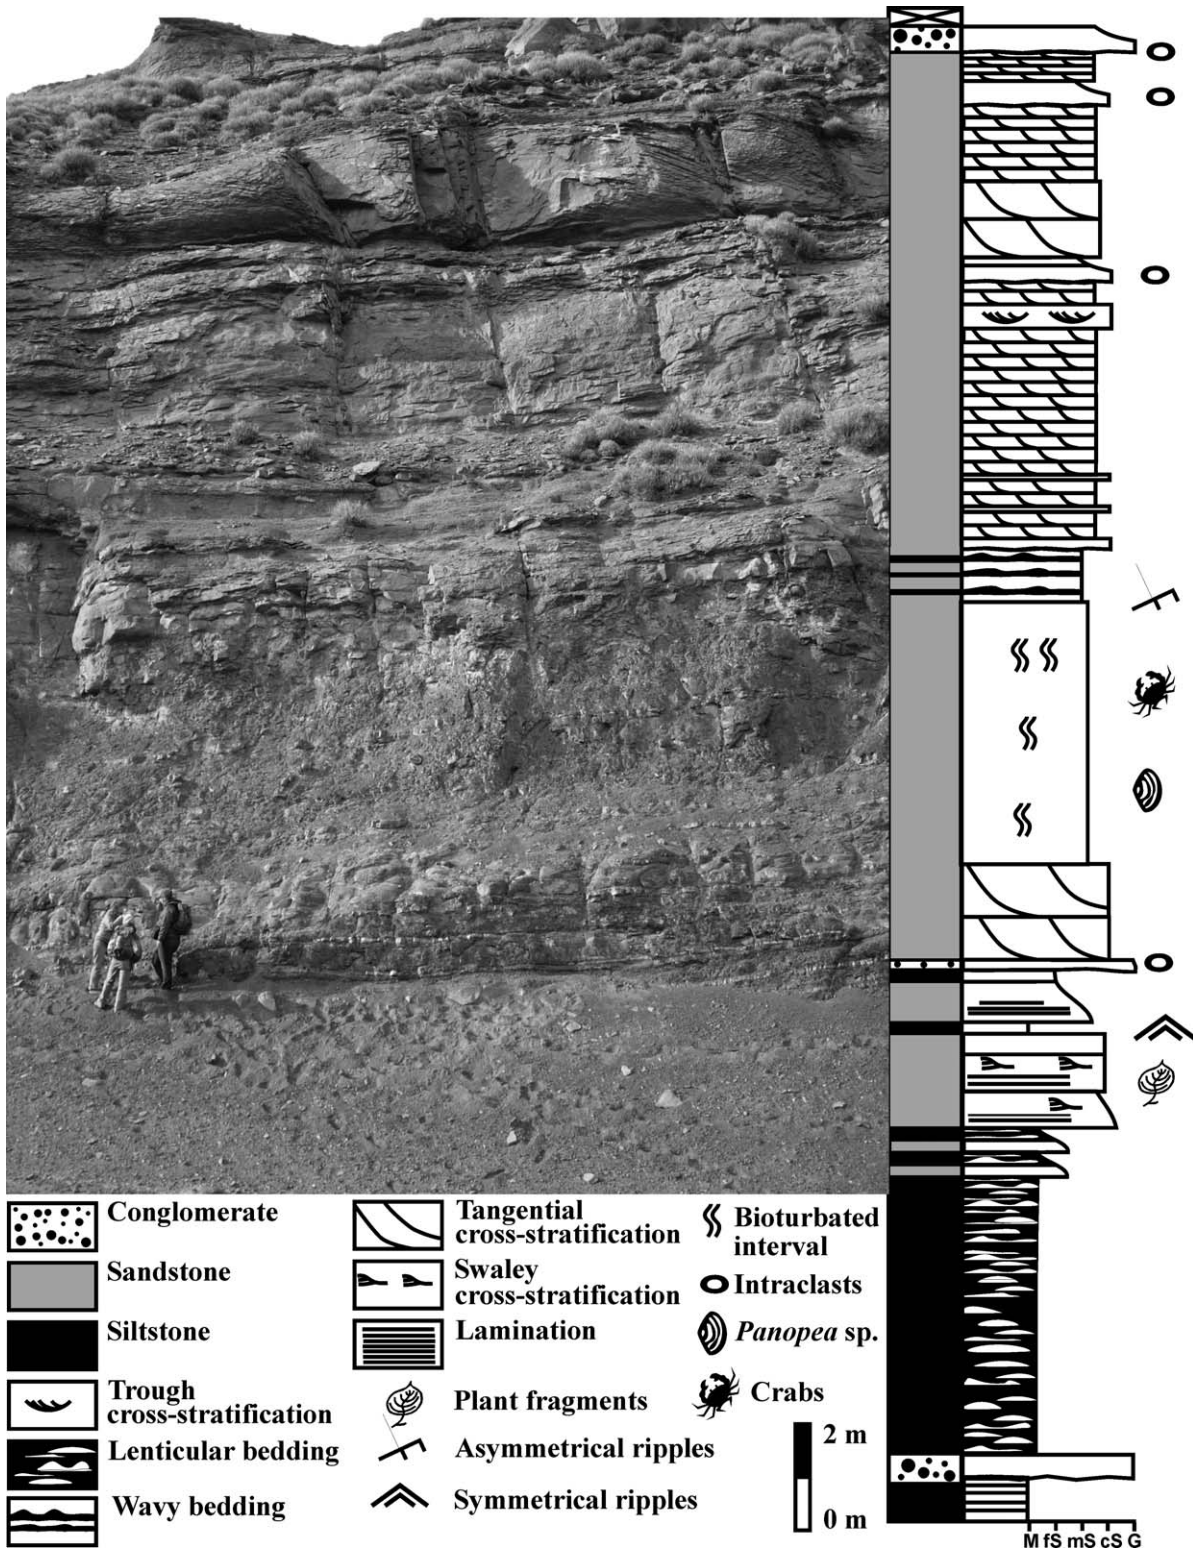 Conglomerate
Sandstone
Siltstone
Trough
cross-stratification
Lenticular bedding
Wavy bedding
Tangential
cross-stratification
Swaley
cross-stratification
Lamination
Plant fragments
Asymmetrical ripples
Symmetrical ripples
Bioturbated
interval
Intraclasts
Panopea sp.
Crabs
2 m
0 m
M fS mS cS G